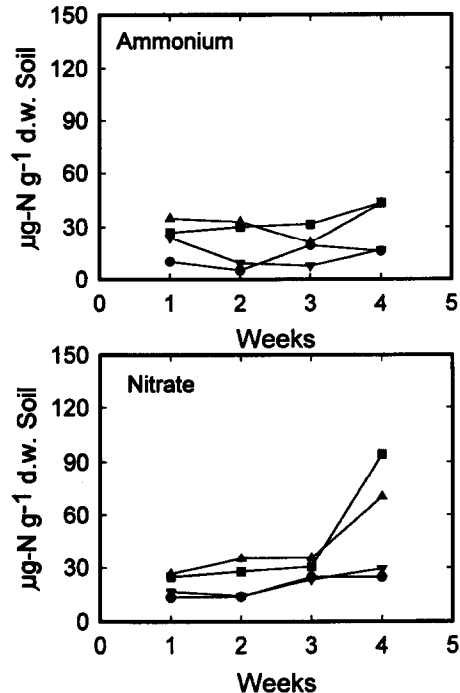 150
Ammonium
120
90
60
30
0
μg-N g⁻¹ d.w. Soil
0 1 2 3 4 5
Weeks
150
Nitrate
120
90
60
30
0
μg-N g⁻¹ d.w. Soil
0 1 2 3 4 5
Weeks